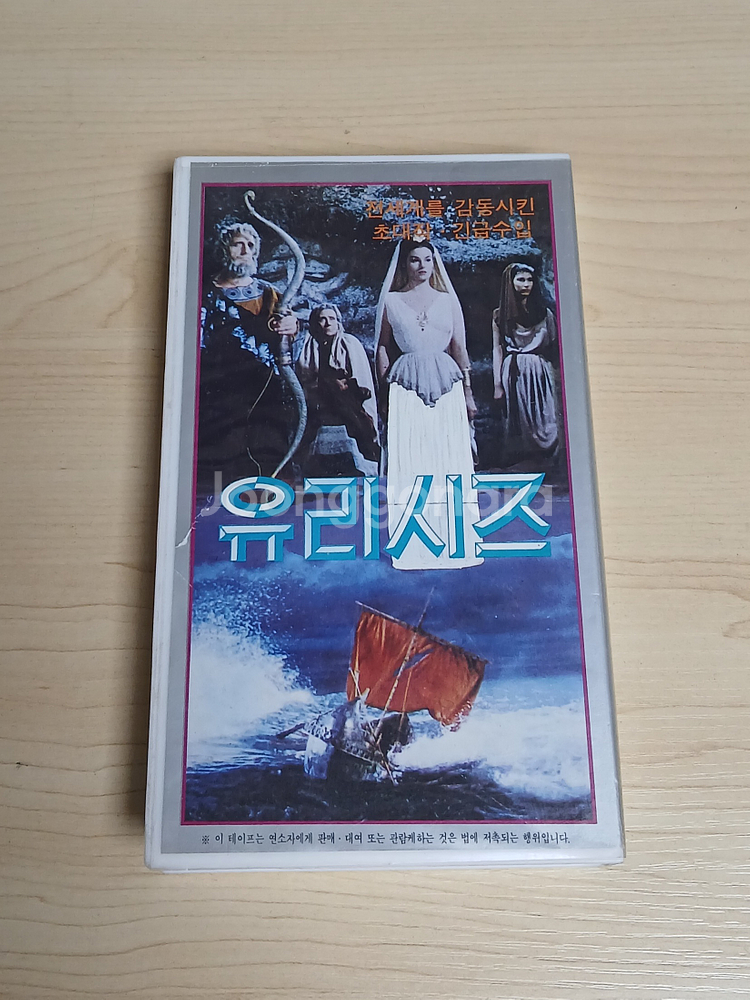 전세계를 감동시킨
초대작 · 긴급수입
Joonggonara
유리시즈
※ 이 테이프는 연소자에게 판매 · 대여 또는 관람케하는 것은 법에 저촉되는 행위입니다.